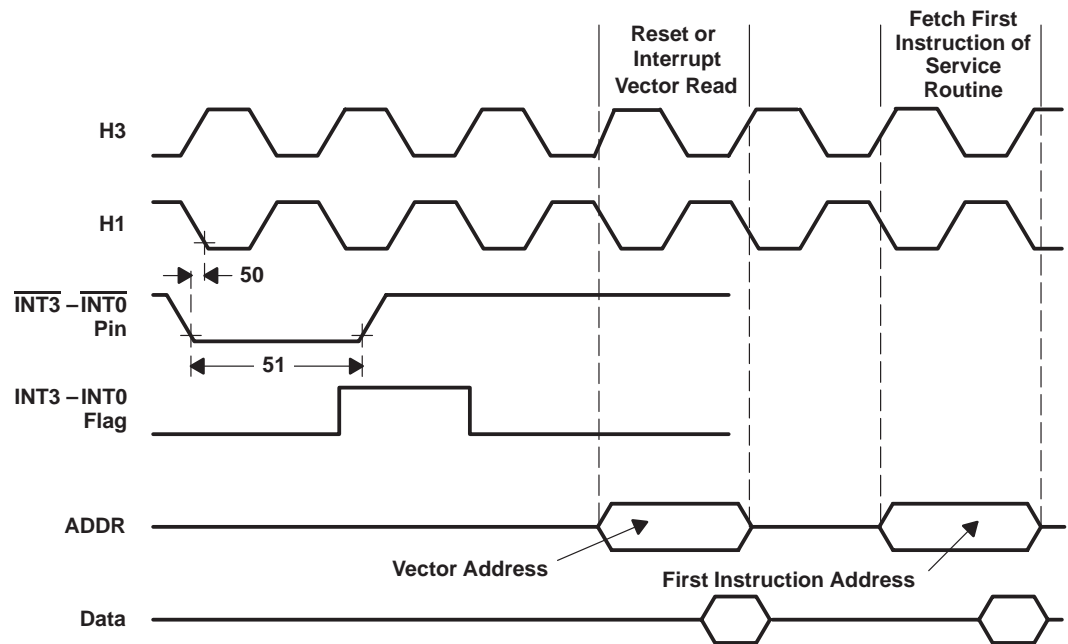 Reset or
Interrupt
Vector Read
Fetch First
Instruction of
Service
Routine
H3
H1
50
INT3 – INT0
Pin
51
INT3 – INT0
Flag
ADDR
Vector Address
First Instruction Address
Data